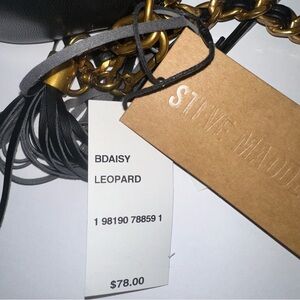 STEVE MADDEN
BDAISY
LEOPARD
1 98190 78859 1
$78.00